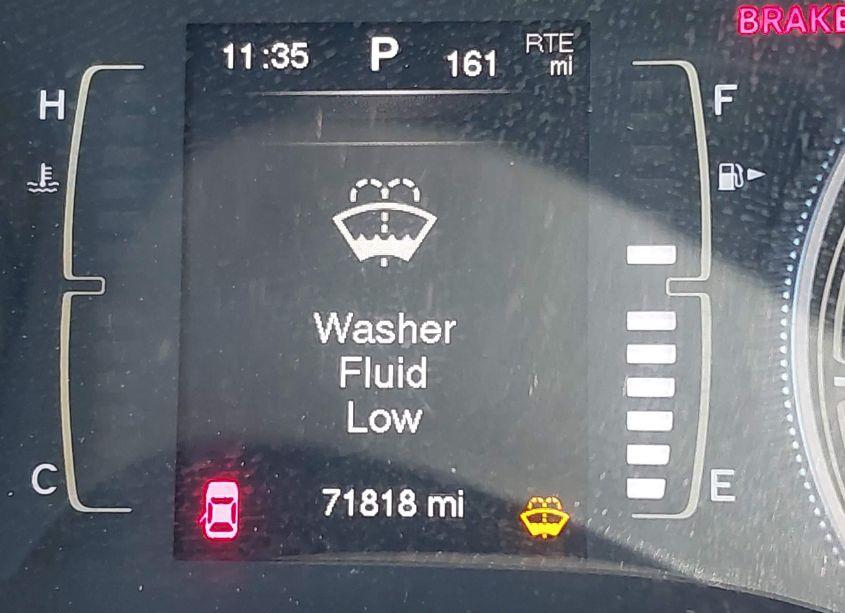 BRAKE
11:35 P 161 RTE mi
H
F
Washer
Fluid
Low
C
E
71818 mi